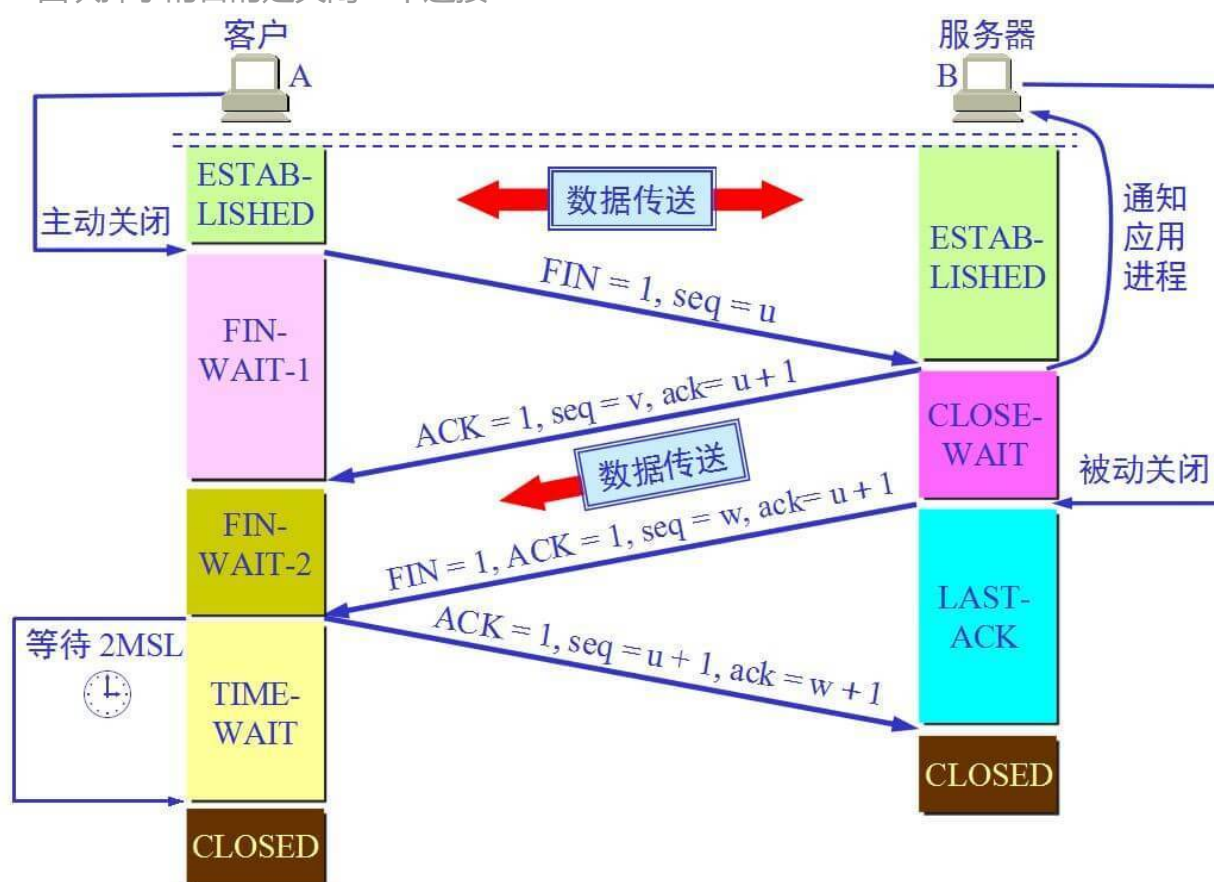 客户
服务器
A
B
ESTAB-
LISHED
数据传送
主动关闭
通知
应用
进程
ESTAB-
LISHED
FIN = 1, seq = u
FIN-
WAIT-1
ACK = 1, seq = v, ack= u + 1
CLOSE-
WAIT
数据传送
被动关闭
FIN-
WAIT-2
FIN = 1, ACK = 1, seq = w, ack= u + 1
LAST-
ACK
ACK = 1, seq = u + 1, ack = w + 1
等待 2MSL
TIME-
WAIT
CLOSED
CLOSED